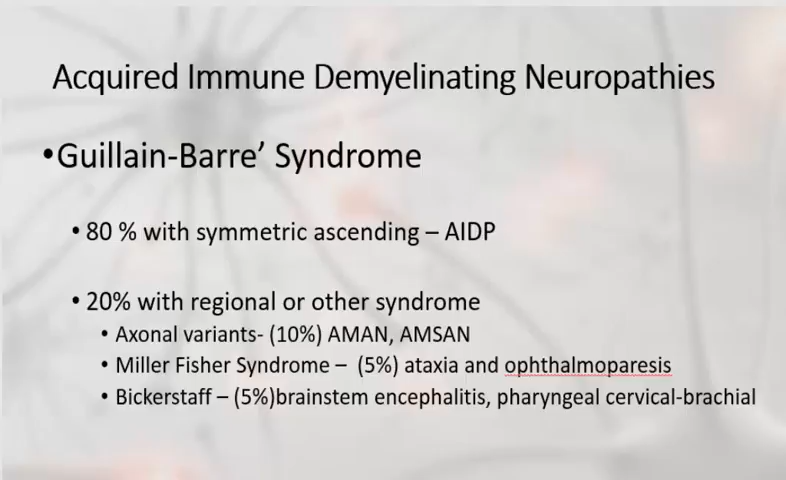 Acquired Immune Demyelinating Neuropathies
•Guillain-Barre’ Syndrome
• 80 % with symmetric ascending – AIDP
• 20% with regional or other syndrome
• Axonal variants- (10%) AMAN, AMSAN
• Miller Fisher Syndrome – (5%) ataxia and ophthalmoparesis
• Bickerstaff – (5%)brainstem encephalitis, pharyngeal cervical-brachial